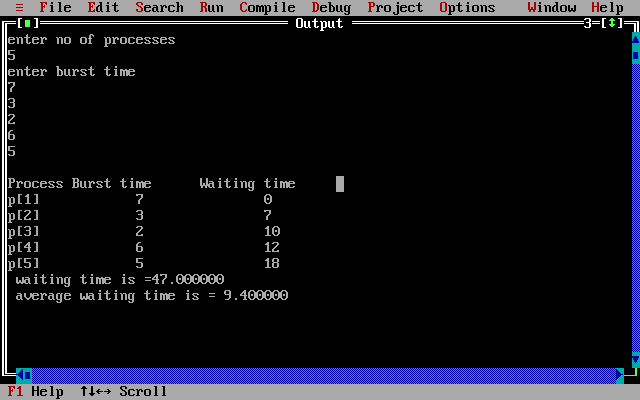 ≡ File Edit Search Run Compile Debug Project Options Window Help
[■] Output 3=[↕]
enter no of processes
5
enter burst time
7
3
2
6
5
Process Burst time Waiting time
p[1] 7 0
p[2] 3 7
p[3] 2 10
p[4] 6 12
p[5] 5 18
waiting time is =47.000000
average waiting time is = 9.400000
F1 Help ↑↓←→ Scroll